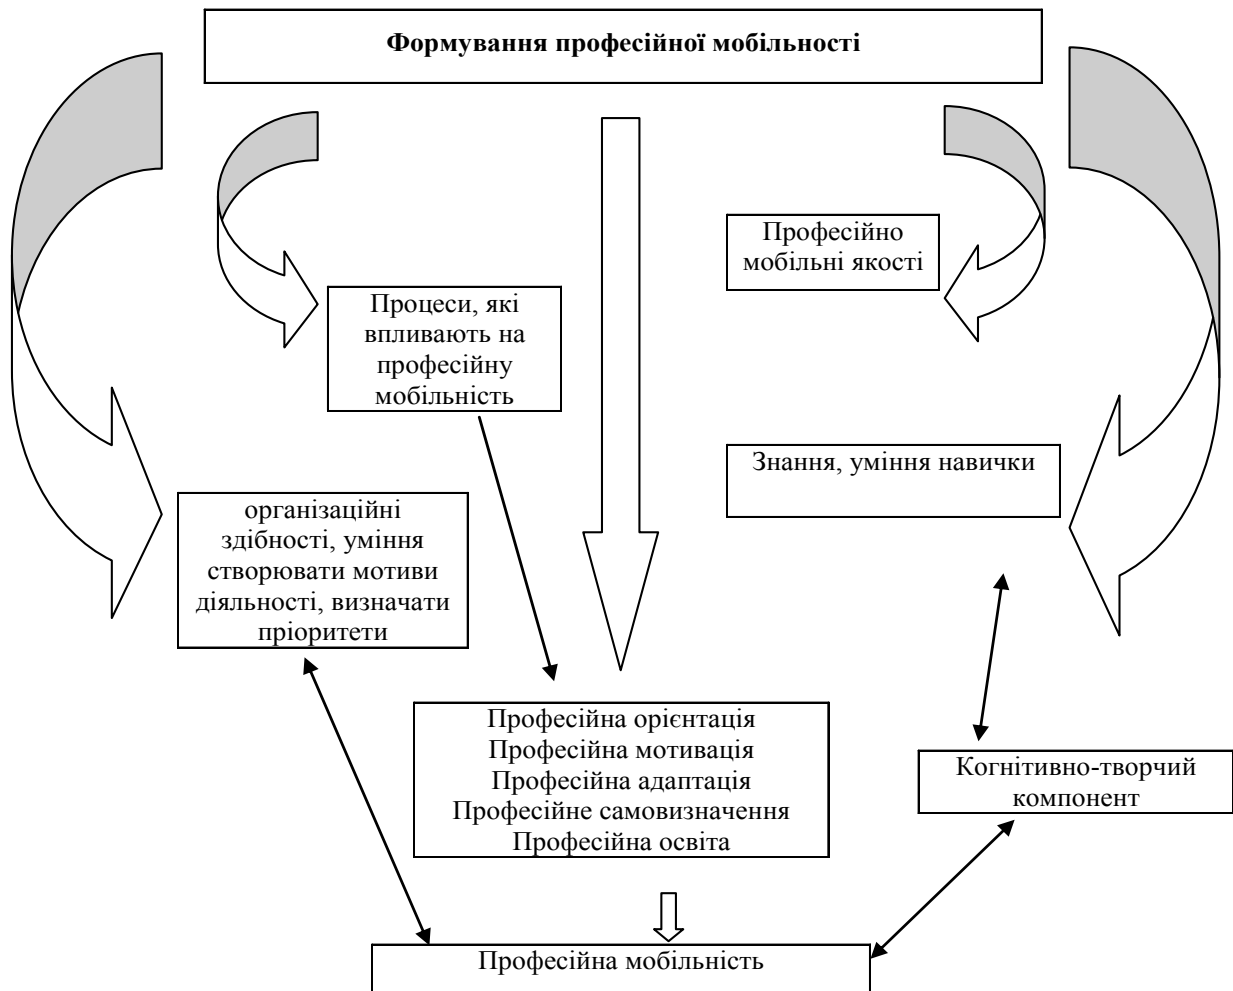 Формування професійної мобільності
Професійно
мобільні якості
Процеси, які
впливають на
професійну
мобільність
Знання, уміння навички
організаційні
здібності, уміння
створювати мотиви
діяльності, визначати
пріоритети
Професійна орієнтація
Професійна мотивація
Професійна адаптація
Професійне самовизначення
Професійна освіта
Когнітивно-творчий
компонент
Професійна мобільність